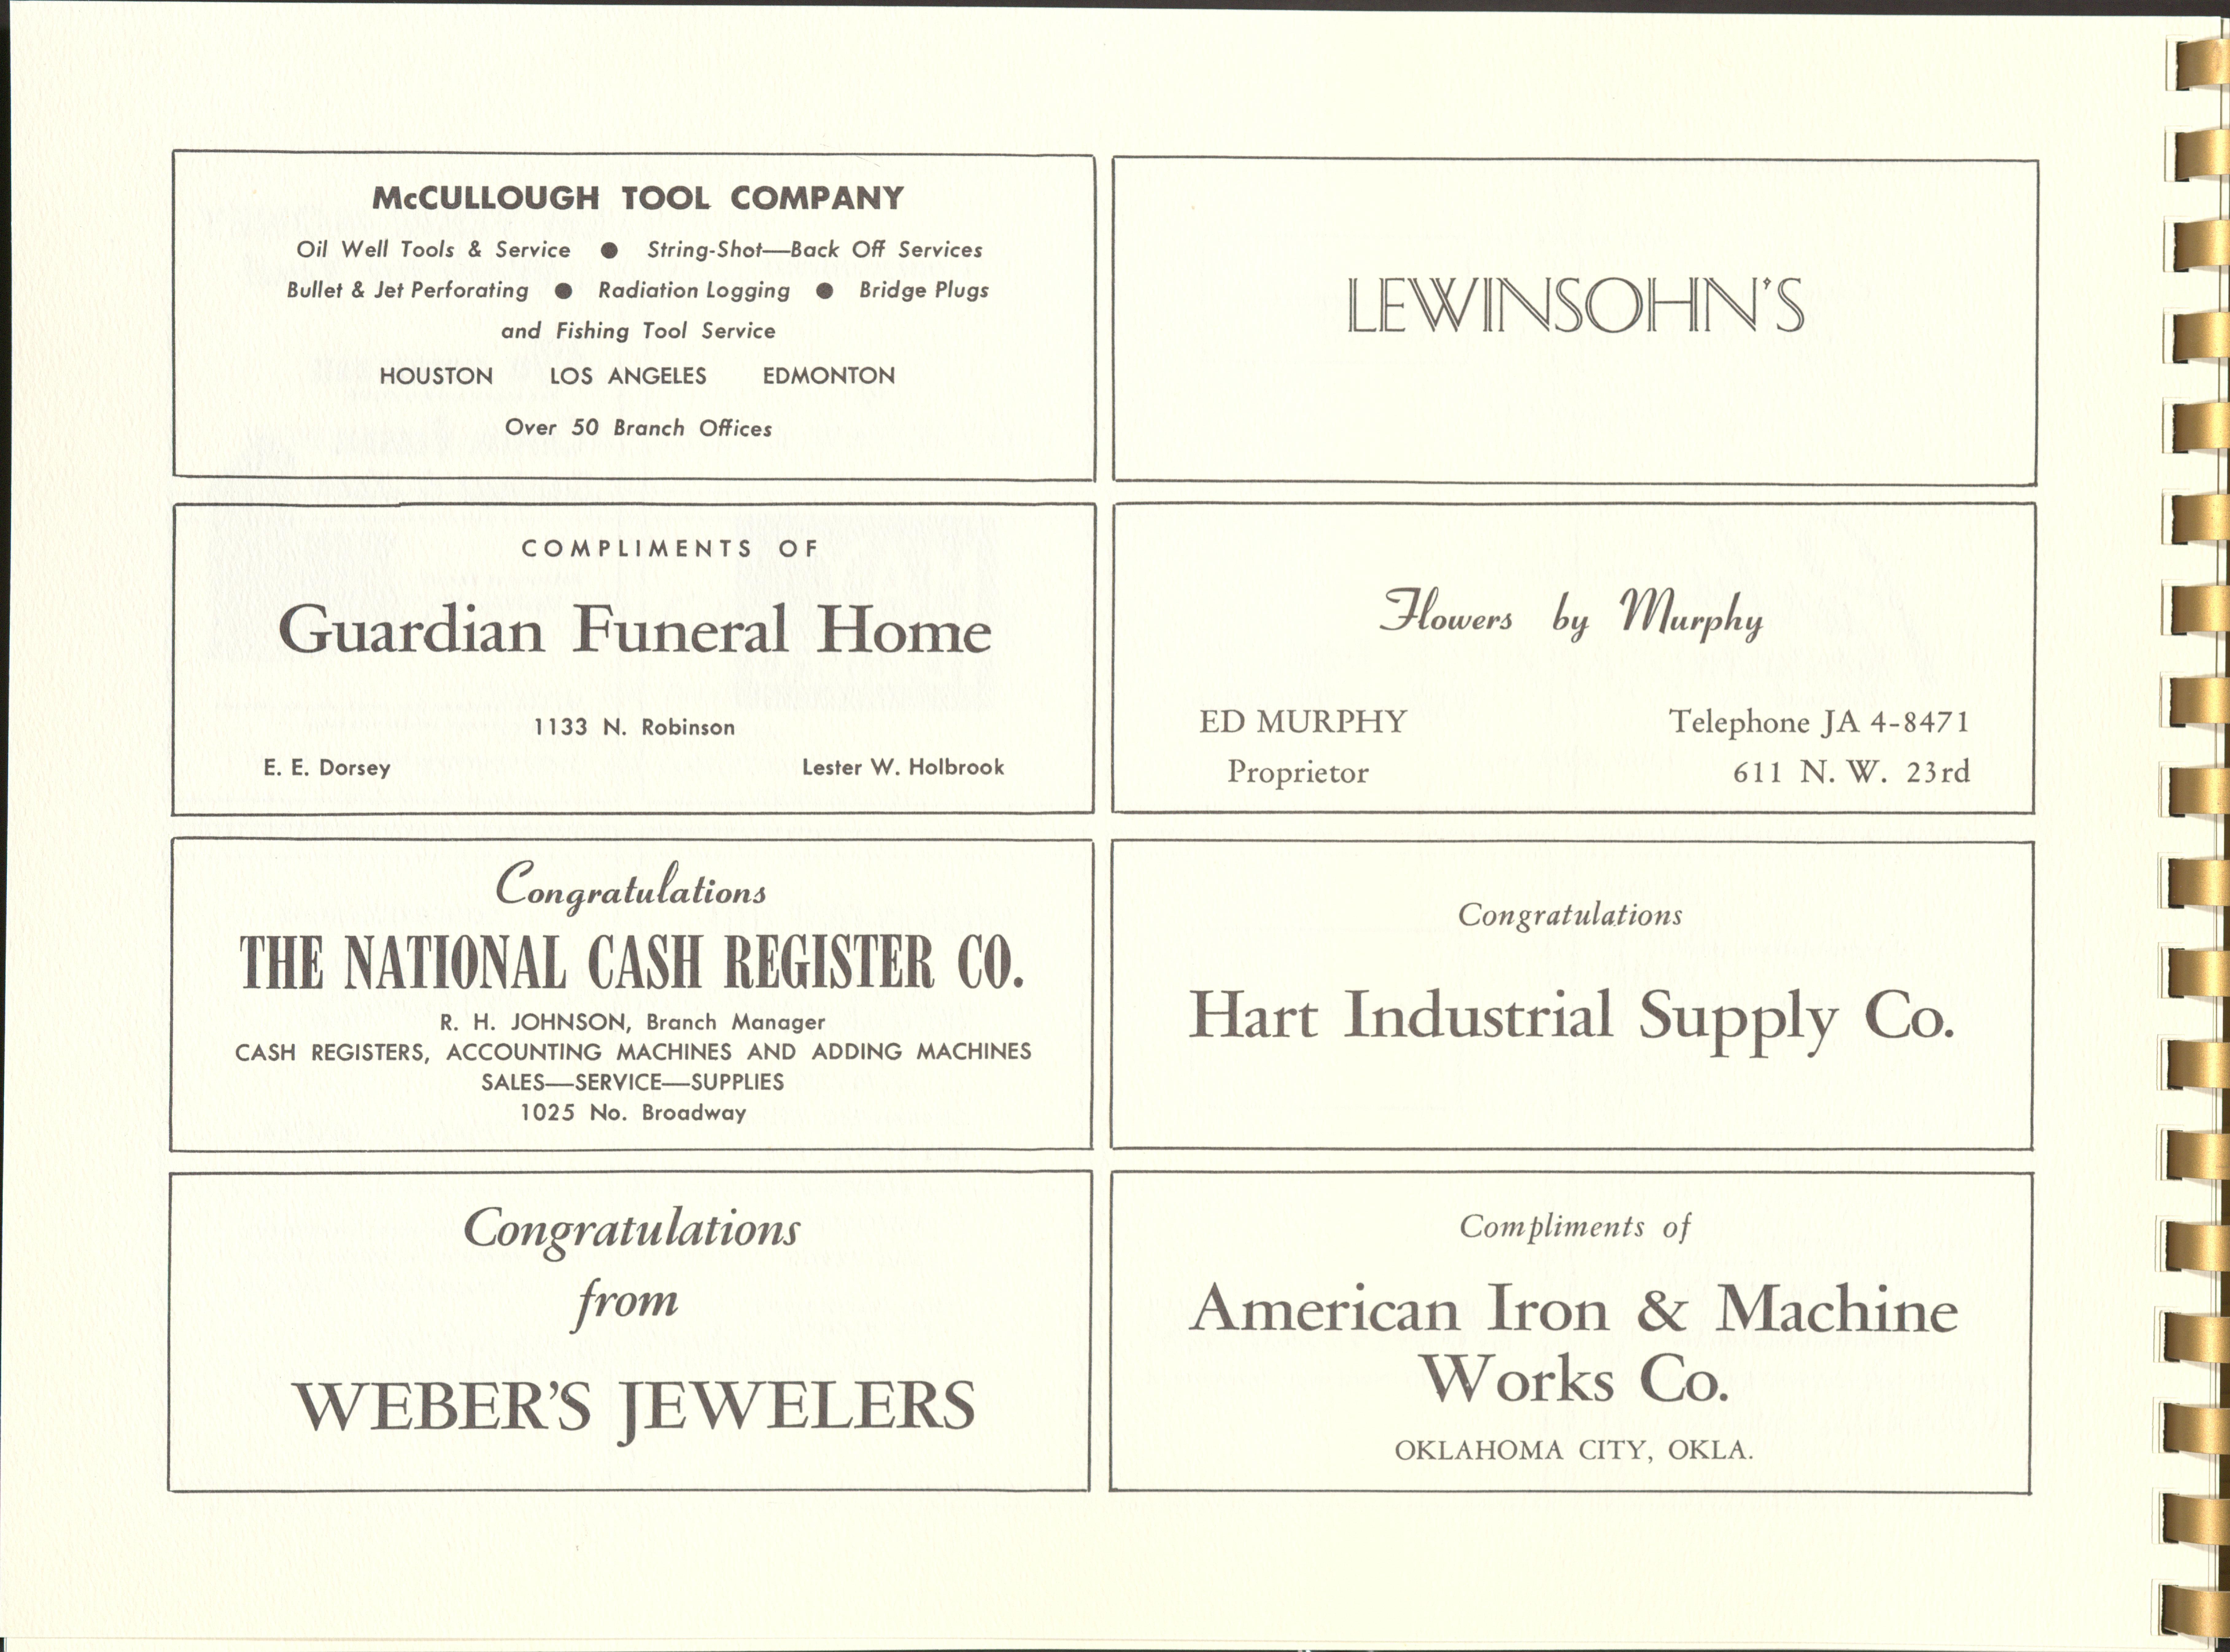 McCULLOUGH TOOL COMPANY
Oil Well Tools & Service ● String-Shot—Back Off Services
Bullet & Jet Perforating ● Radiation Logging ● Bridge Plugs
and Fishing Tool Service
HOUSTON LOS ANGELES EDMONTON
Over 50 Branch Offices
LEWINSOHN'S
COMPLIMENTS OF
Guardian Funeral Home
1133 N. Robinson
E. E. Dorsey Lester W. Holbrook
Flowers by Murphy
ED MURPHY Telephone JA 4-8471
Proprietor 611 N. W. 23rd
Congratulations
THE NATIONAL CASH REGISTER CO.
R. H. JOHNSON, Branch Manager
CASH REGISTERS, ACCOUNTING MACHINES AND ADDING MACHINES
SALES—SERVICE—SUPPLIES
1025 No. Broadway
Congratulations
Hart Industrial Supply Co.
Congratulations
from
WEBER'S JEWELERS
Compliments of
American Iron & Machine
Works Co.
OKLAHOMA CITY, OKLA.